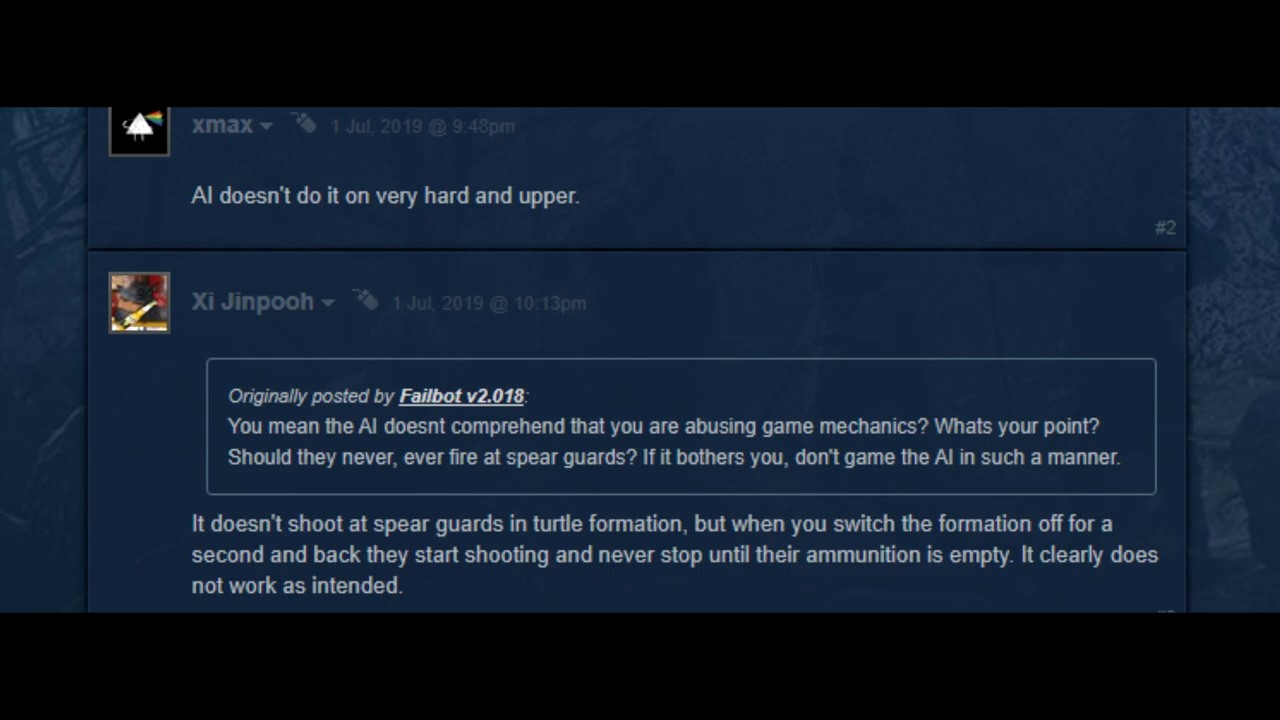 xmax 1 Jul, 2019 @ 9:48pm
AI doesn't do it on very hard and upper.
#2
Xi Jinpooh 1 Jul, 2019 @ 10:13pm
Originally posted by Failbot v2.018:
You mean the AI doesnt comprehend that you are abusing game mechanics? Whats your point?
Should they never, ever fire at spear guards? If it bothers you, don't game the AI in such a manner.
It doesn't shoot at spear guards in turtle formation, but when you switch the formation off for a
second and back they start shooting and never stop until their ammunition is empty. It clearly does
not work as intended.